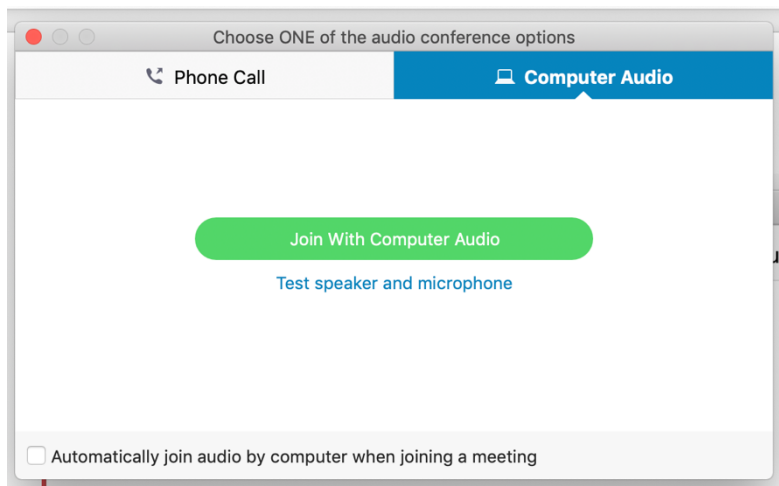 Choose ONE of the audio conference options
Phone Call
Computer Audio
Join With Computer Audio
Test speaker and microphone
Automatically join audio by computer when joining a meeting